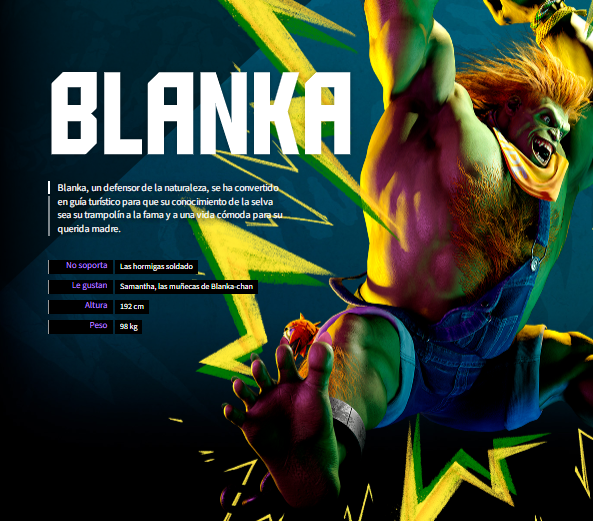 BLANKA
Blanka, un defensor de la naturaleza, se ha convertido
en guía turístico para que su conocimiento de la selva
sea su trampolín a la fama y a una vida cómoda para su
querida madre.
No soporta Las hormigas soldado
Le gustan Samantha, las muñecas de Blanka-chan
Altura 192 cm
Peso 98 kg